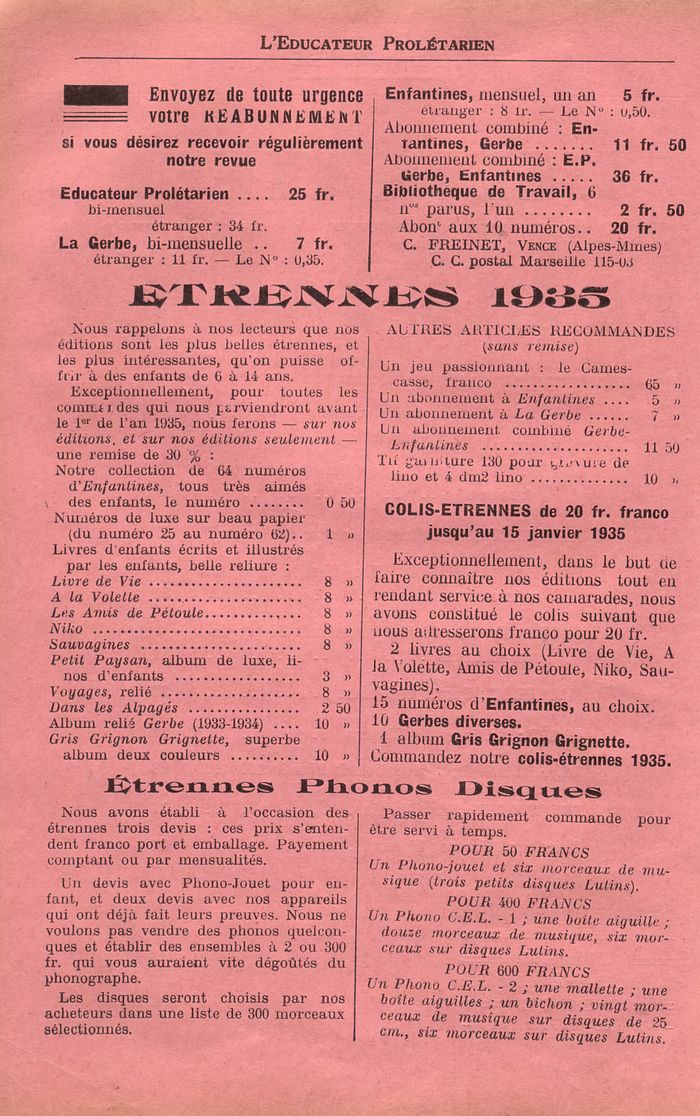 L'Educateur Prolétarien
Envoyez de toute urgence
votre RÉABONNEMENT
si vous désirez recevoir régulièrement
notre revue
Educateur Prolétarien .... 25 fr.
bi-mensuel
étranger : 34 fr.
La Gerbe, bi-mensuelle .. 7 fr.
étranger : 11 fr. — Le N° : 0,35.
Enfantines, mensuel, un an 5 fr.
étranger : 8 fr. — Le N° : 0,50.
Abonnement combiné : En-
fantines, Gerbe ....... 11 fr. 50
Abonnement combiné : E.P.
Gerbe, Enfantines ..... 36 fr.
Bibliothèque de Travail, 6
nos parus, l'un ........ 2 fr. 50
Abont aux 10 numéros.. 20 fr.
C. FREINET, VENCE (Alpes-Mmes)
C. C. postal Marseille 115-03
ETRENNES 1935
Nous rappelons à nos lecteurs que nos
éditions sont les plus belles étrennes, et
les plus intéressantes, qu'on puisse of-
frir à des enfants de 6 à 14 ans.
Exceptionnellement, pour toutes les
commandes qui nous parviendront avant
le 1er de l'an 1935, nous ferons — sur nos
éditions, et sur nos éditions seulement —
une remise de 30 % :
Notre collection de 64 numéros
d'Enfantines, tous très aimés
des enfants, le numéro ........ 0 50
Numéros de luxe sur beau papier
(du numéro 25 au numéro 62).. 1 »
Livres d'enfants écrits et illustrés
par les enfants, belle reliure :
Livre de Vie ...................... 8 »
A la Volette ...................... 8 »
Les Amis de Pétoule.............. 8 »
Niko .............................. 8 »
Sauvagines ........................ 8 »
Petit Paysan, album de luxe, li-
nos d'enfants .................. 3 »
Voyages, relié .................... 8 »
Dans les Alpages ................ 2 50
Album relié Gerbe (1933-1934) .... 10 »
Gris Grignon Grignette, superbe
album deux couleurs .......... 10 »
AUTRES ARTICLES RECOMMANDES
(sans remise)
Un jeu passionnant : le Cames-
casse, franco .................. 65 »
Un abonnement à Enfantines .... 5 »
Un abonnement à La Gerbe ...... 7 »
Un abonnement combiné Gerbe-
Enfantines ..................... 11 50
garniture 130 pour gravure de
lino et 4 dm2 lino .............. 10 »
COLIS-ETRENNES de 20 fr. franco
jusqu'au 15 janvier 1935
Exceptionnellement, dans le but de
faire connaître nos éditions tout en
rendant service à nos camarades, nous
avons constitué le colis suivant que
nous adresserons franco pour 20 fr.
2 livres au choix (Livre de Vie, A
la Volette, Amis de Pétoule, Niko, Sau-
vagines).
15 numéros d'Enfantines, au choix.
10 Gerbes diverses.
1 album Gris Grignon Grignette.
Commandez notre colis-étrennes 1935.
Étrennes Phonos Disques
Nous avons établi à l'occasion des
étrennes trois devis : ces prix s'enten-
dent franco port et emballage. Payement
comptant ou par mensualités.
Un devis avec Phono-Jouet pour en-
fant, et deux devis avec nos appareils
qui ont déjà fait leurs preuves. Nous ne
voulons pas vendre des phonos quelcon-
ques et établir des ensembles à 2 ou 300
fr. qui vous auraient vite dégoûtés du
phonographe.
Les disques seront choisis par nos
acheteurs dans une liste de 300 morceaux
sélectionnés.
Passer rapidement commande pour
être servi à temps.
POUR 50 FRANCS
Un Phono-jouet et six morceaux de mu-
sique (trois petits disques Lutins).
POUR 400 FRANCS
Un Phono C.E.L. - 1 ; une boîte aiguille ;
douze morceaux de musique, six mor-
ceaux sur disques Lutins.
POUR 600 FRANCS
Un Phono C.E.L. - 2 ; une mallette ; une
boîte aiguilles ; un bichon ; vingt mor-
ceaux de musique sur disques de 25
cm., six morceaux sur disques Lutins.